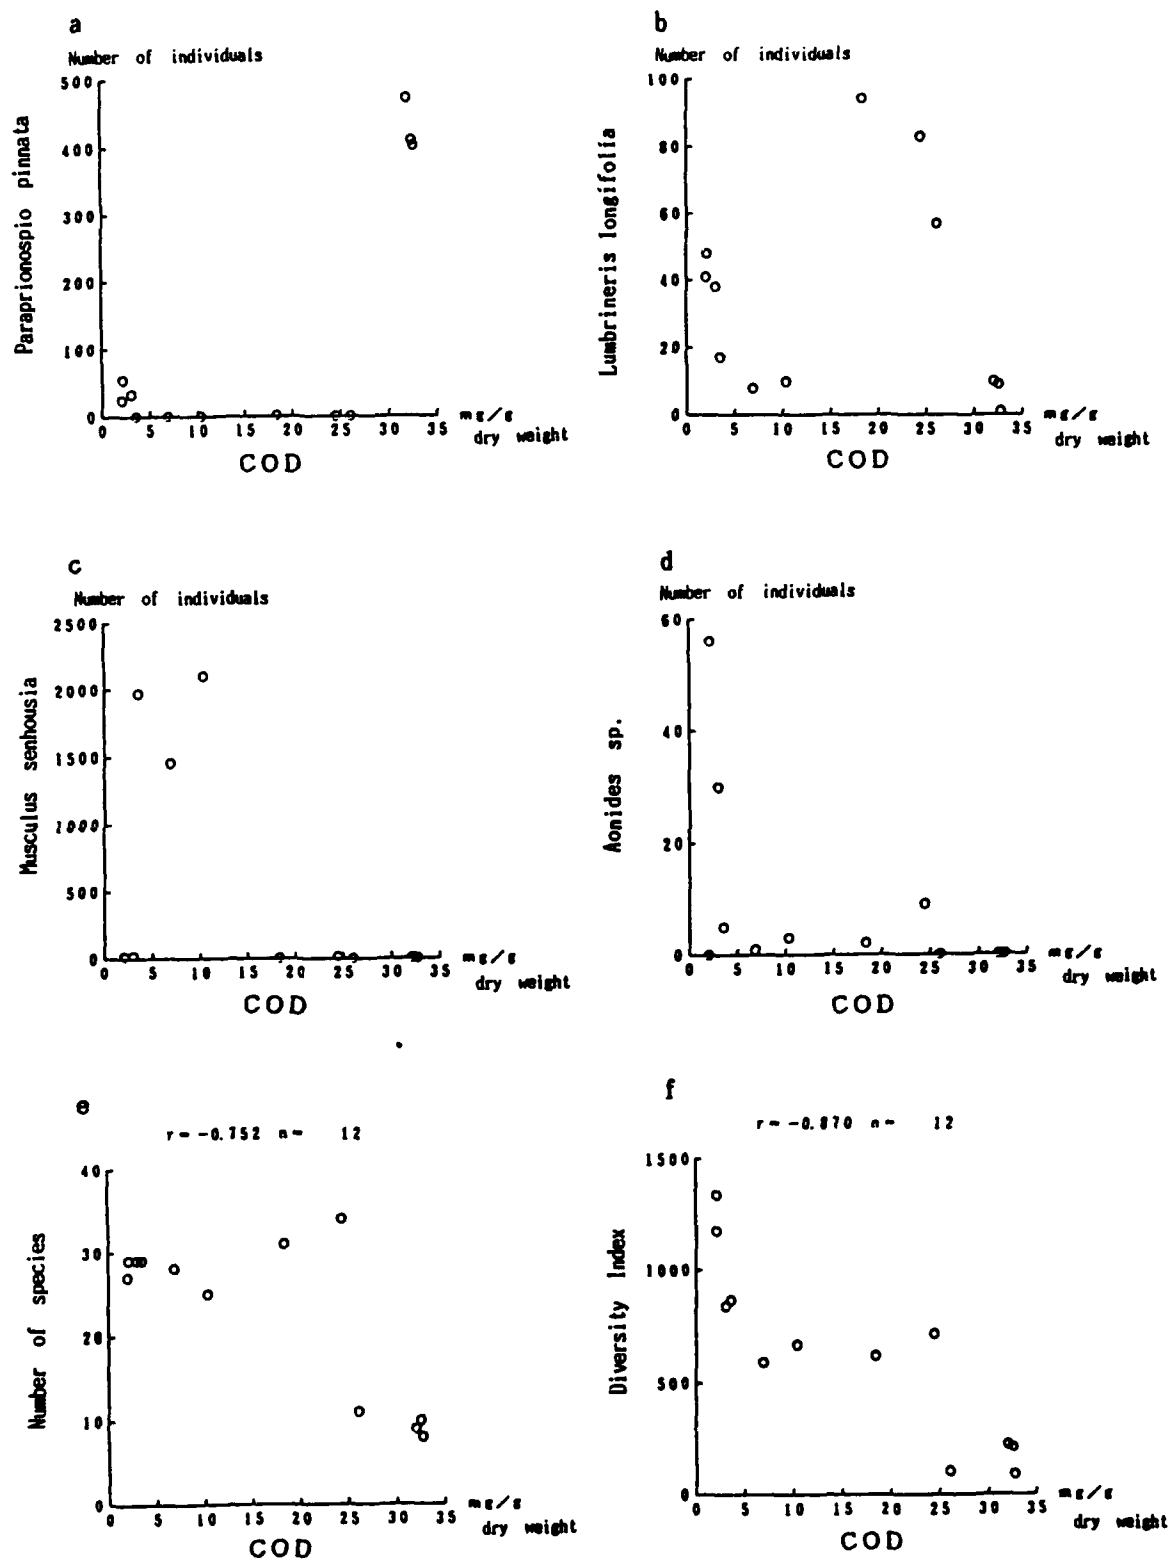 a
Number of individuals
Paraprionospio pinnata
500
400
300
200
100
0
0 5 10 15 20 25 30 35 mg/g
dry weight
COD
b
Number of individuals
Lumbrineris longifolia
100
80
60
40
20
0
0 5 10 15 20 25 30 35 mg/g
dry weight
COD
c
Number of individuals
Musculus senhousia
2500
2000
1500
1000
500
0
0 5 10 15 20 25 30 35 mg/g
dry weight
COD
d
Number of individuals
Aonides sp.
60
40
20
0
0 5 10 15 20 25 30 35 mg/g
dry weight
COD
e
r= -0.752 n= 12
Number of species
40
30
20
10
0
0 5 10 15 20 25 30 35 mg/g
dry weight
COD
f
r= -0.870 n= 12
Diversity Index
1500
1000
500
0
0 5 10 15 20 25 30 35 mg/g
dry weight
COD